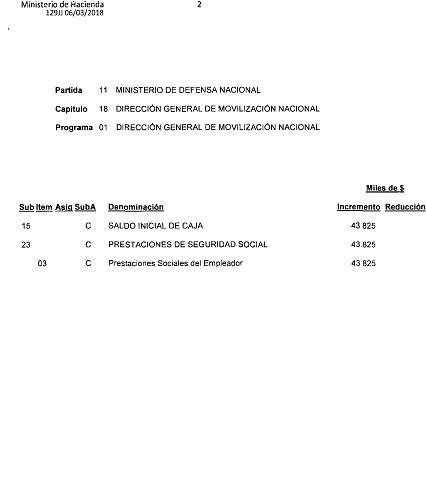 Ministerio de Hacienda 2
129JJ 06/03/2018
Partida 11 MINISTERIO DE DEFENSA NACIONAL
Capítulo 18 DIRECCIÓN GENERAL DE MOVILIZACIÓN NACIONAL
Programa 01 DIRECCIÓN GENERAL DE MOVILIZACIÓN NACIONAL
Miles de $
Sub Item Asig SubA Denominación Incremento Reducción
15 C SALDO INICIAL DE CAJA 43.825
23 C PRESTACIONES DE SEGURIDAD SOCIAL 43.825
03 C Prestaciones Sociales del Empleador 43.825